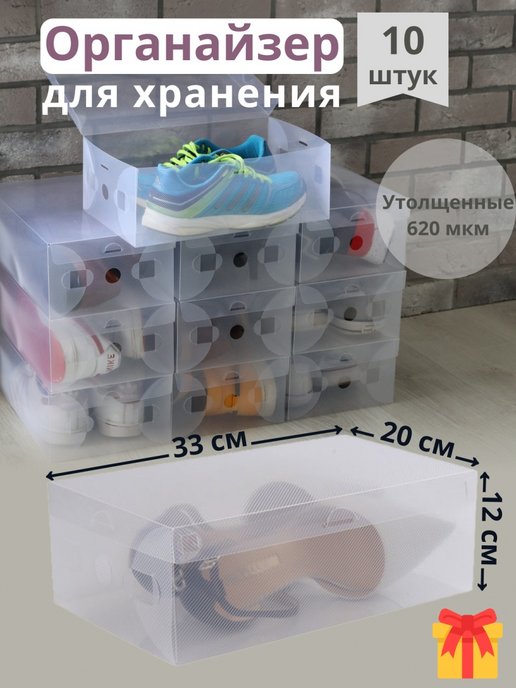 Органайзер
для хранения
10
штук
Утолщенные
620 мкм
33 см
20 см
12 см